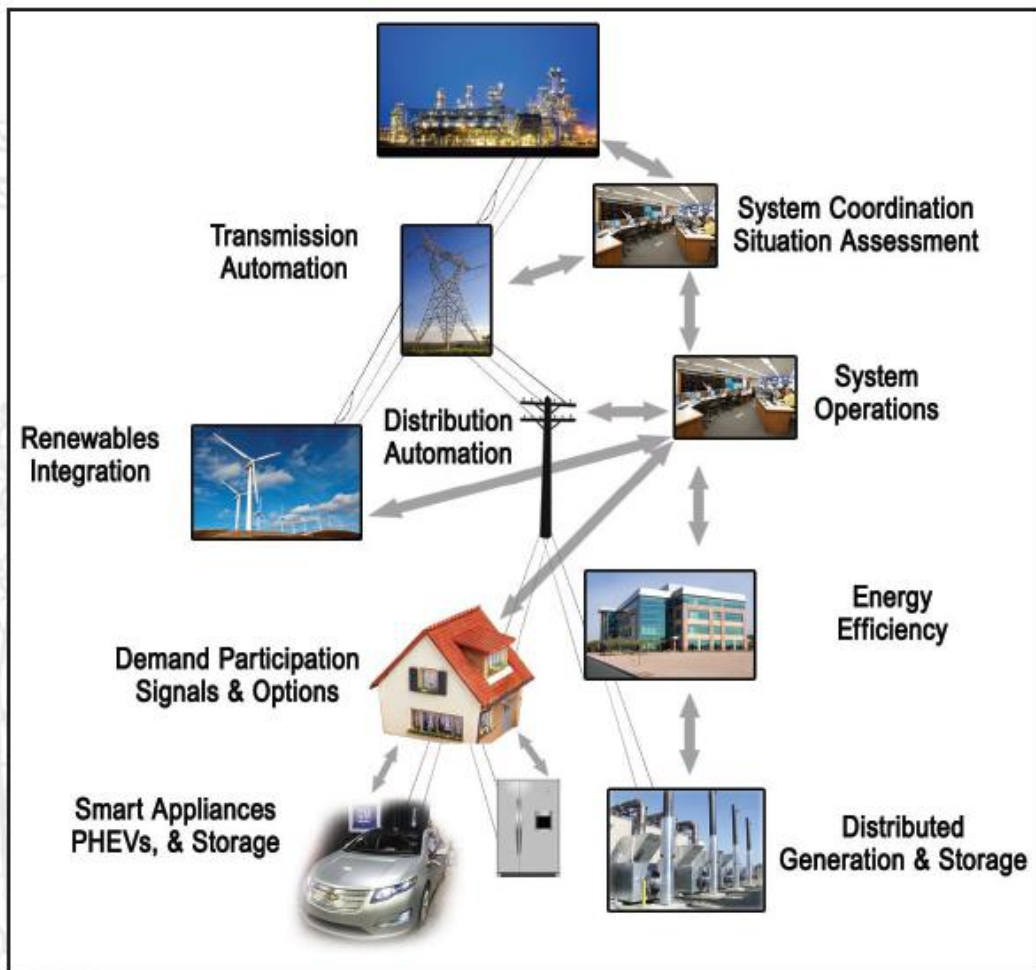 System Coordination
Situation Assessment
Transmission
Automation
System
Operations
Renewables
Integration
Distribution
Automation
Energy
Efficiency
Demand Participation
Signals & Options
Smart Appliances
PHEVs, & Storage
Distributed
Generation & Storage